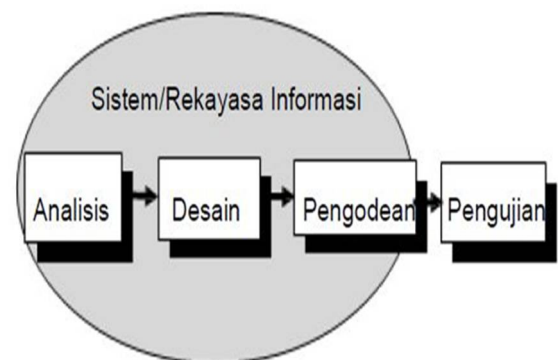 Sistem/Rekayasa Informasi
Analisis
Desain
Pengodean
Pengujian